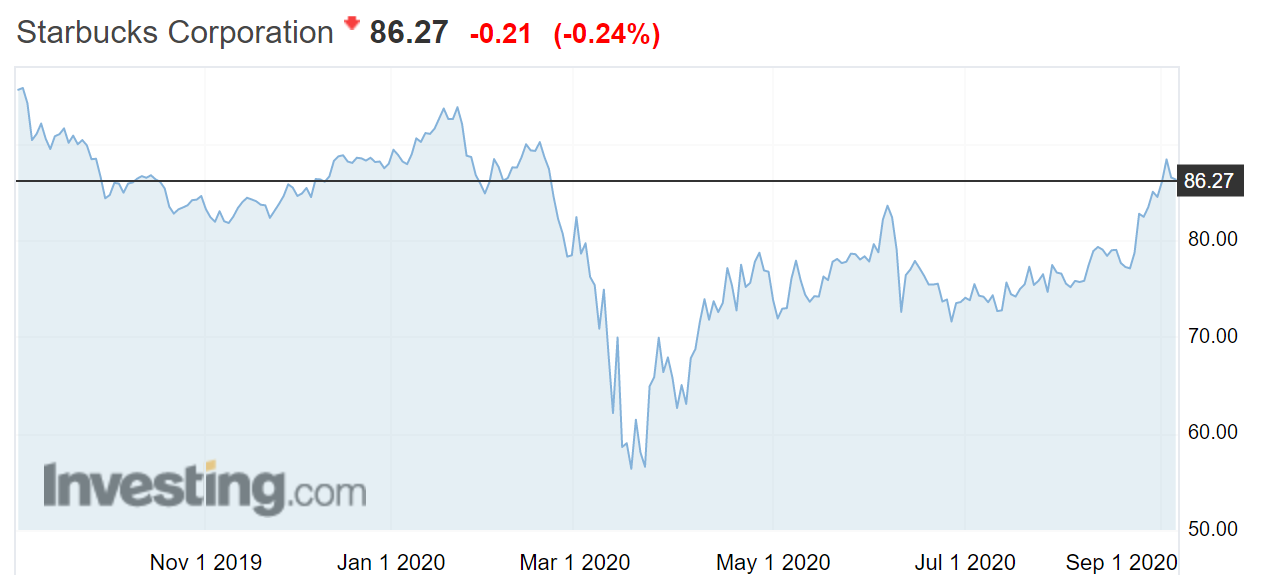 Starbucks Corporation 86.27 -0.21 (-0.24%)
86.27
80.00
70.00
60.00
50.00
Investing.com
Nov 1 2019 Jan 1 2020 Mar 1 2020 May 1 2020 Jul 1 2020 Sep 1 2020